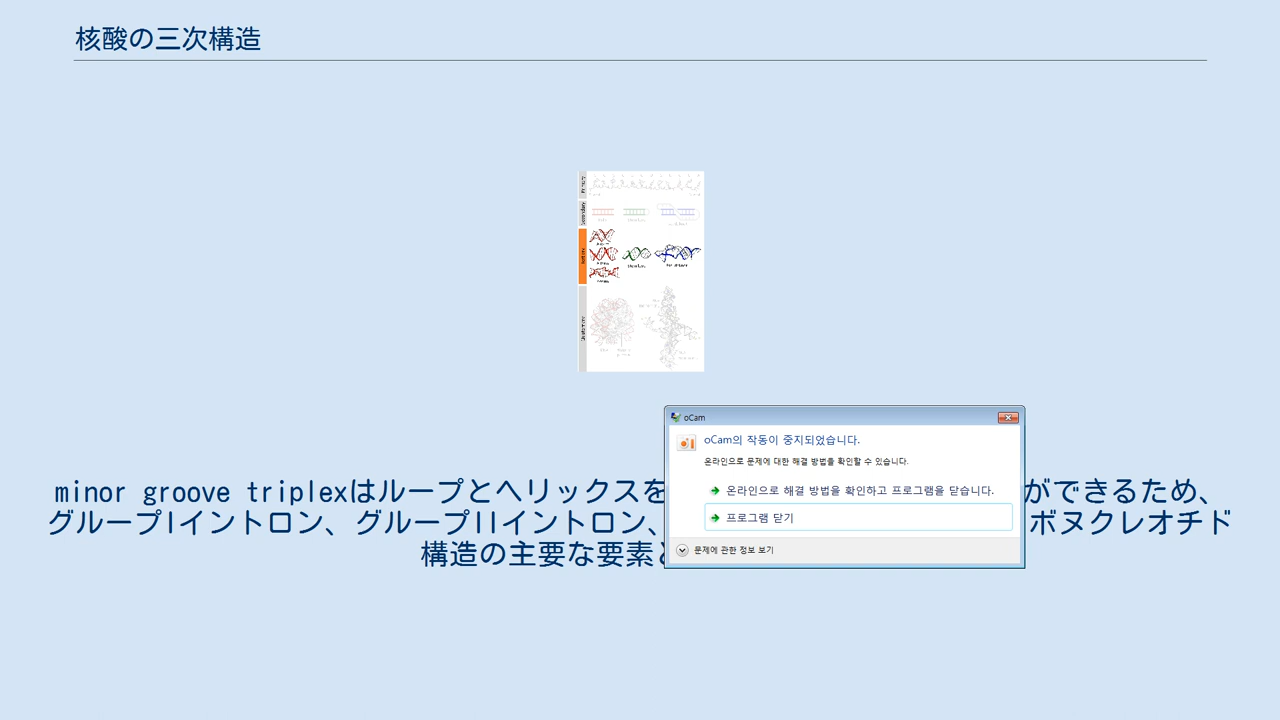 核酸の三次構造
oCam
oCam의 작동이 중지되었습니다.
온라인으로 문제에 대한 해결 방법을 확인할 수 있습니다.
온라인으로 해결 방법을 확인하고 프로그램을 닫습니다.
프로그램 닫기
문제에 관한 정보 보기
minor groove triplexはループとヘリックスを ができるため、
グループIイントロン、グループIIイントロン、 ボヌクレオチド
構造の主要な要素